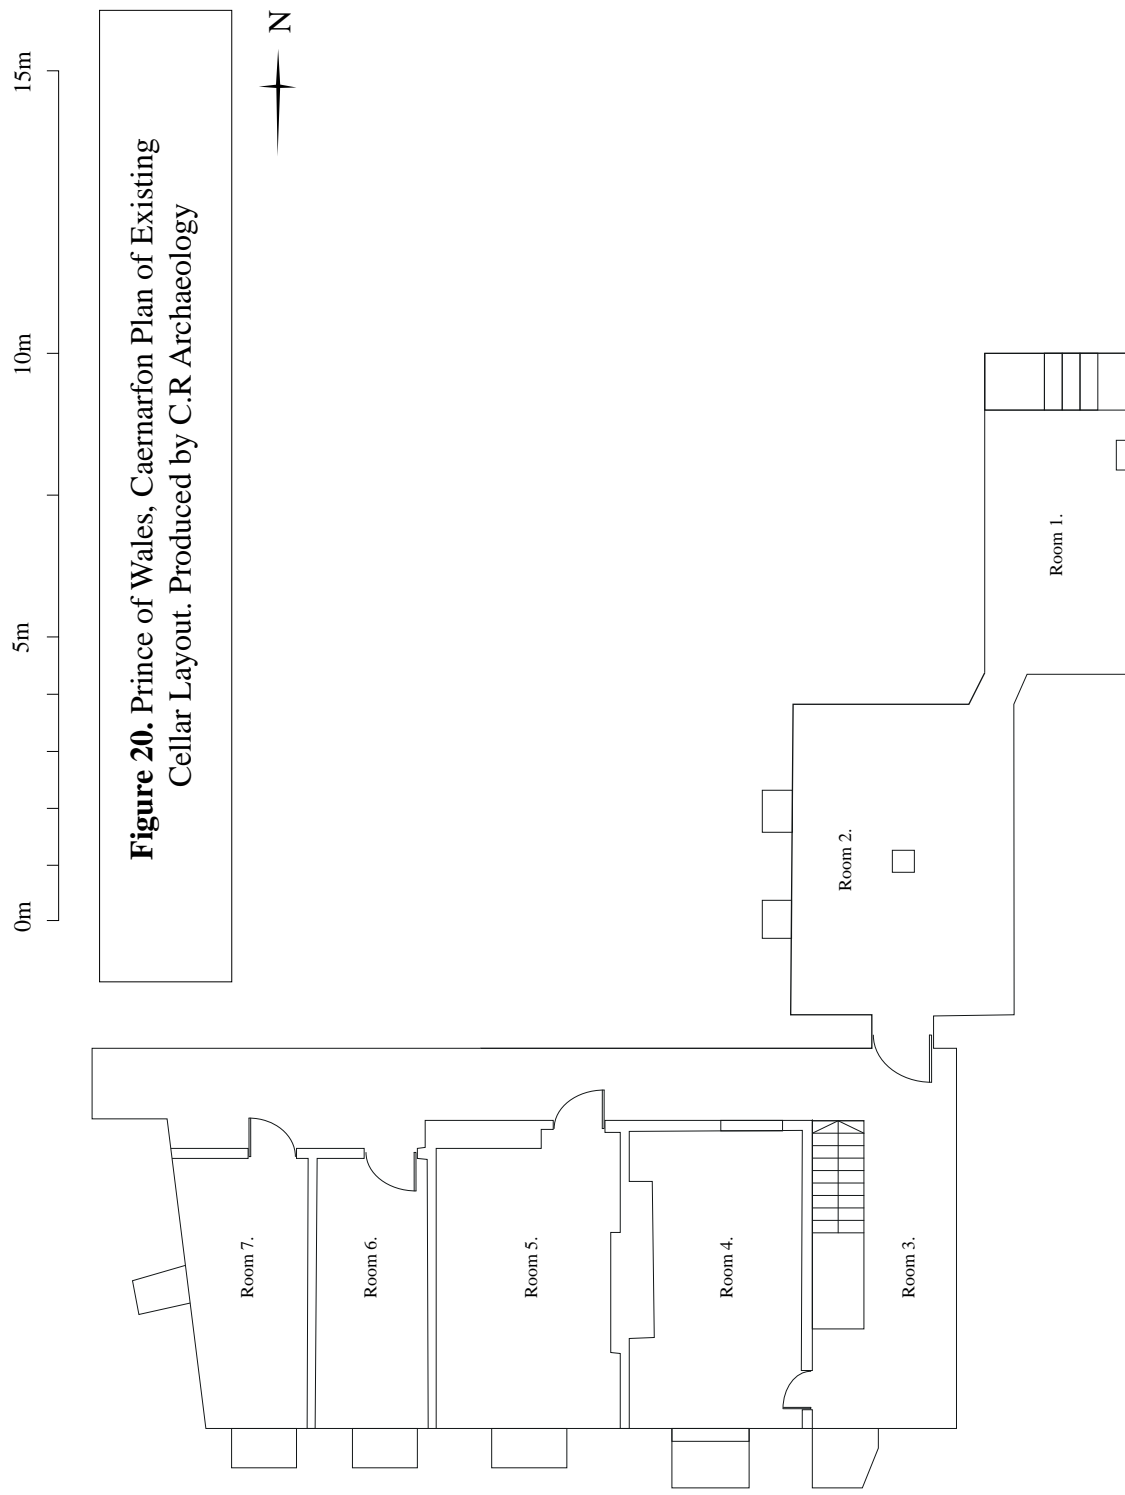 0m
5m
10m
15m
Figure 20. Prince of Wales, Caernarfon Plan of Existing
Cellar Layout. Produced by C.R Archaeology
N
Room 7.
Room 6.
Room 5.
Room 4.
Room 3.
Room 2.
Room 1.